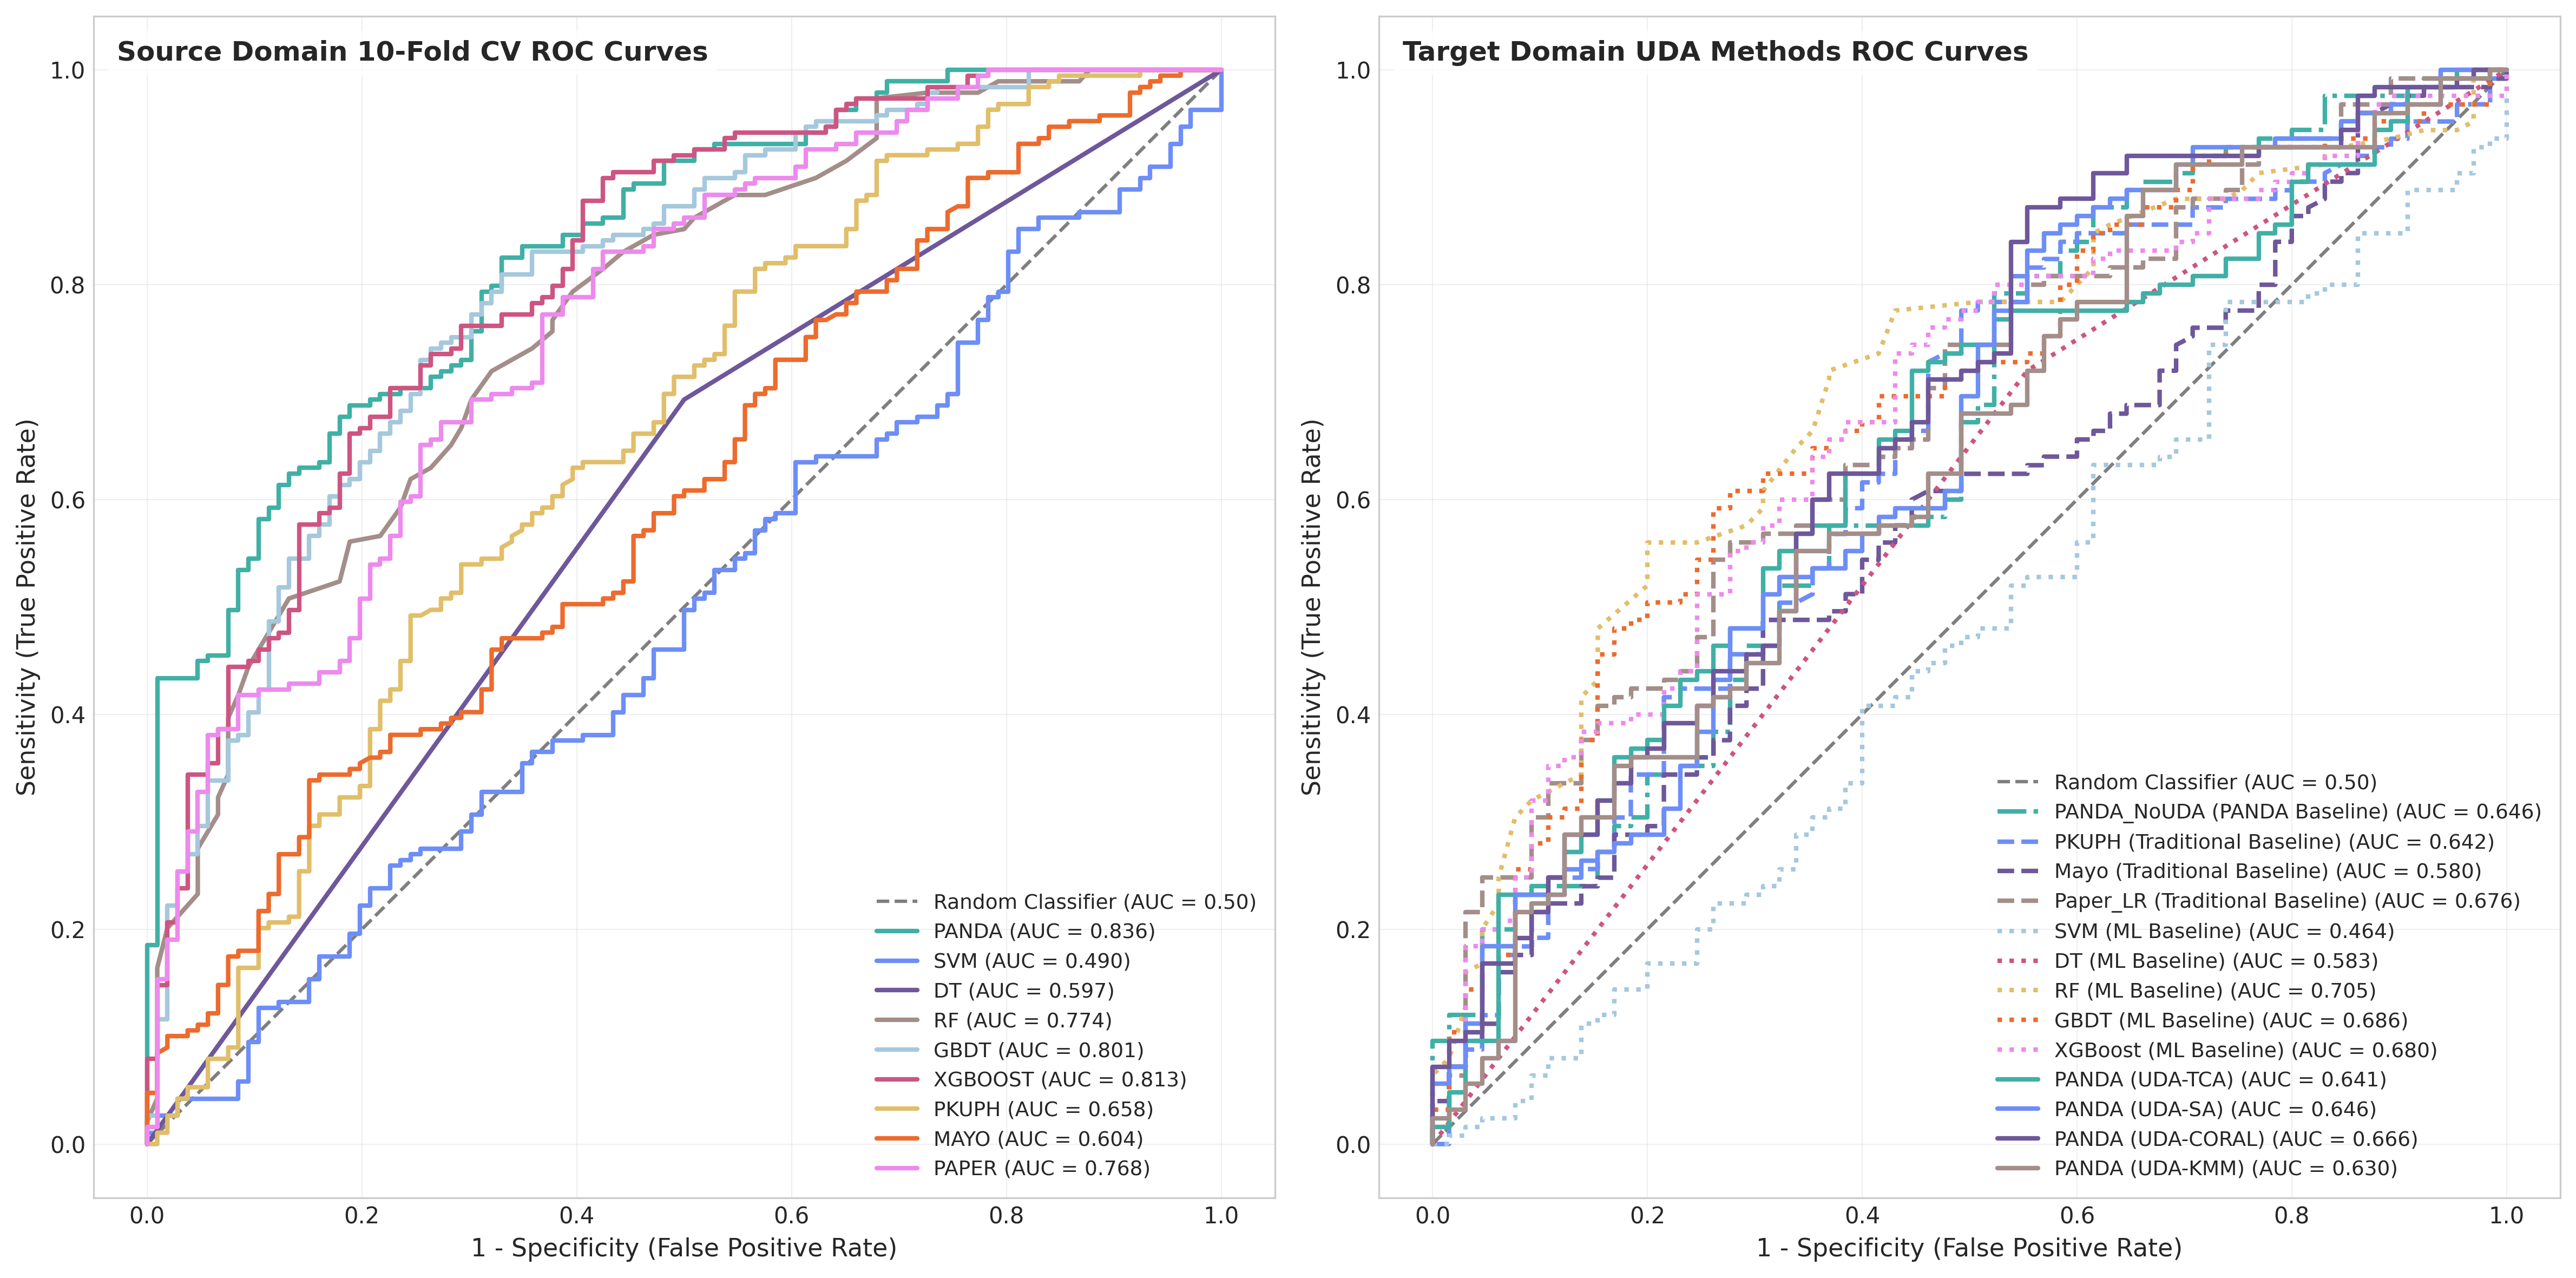 Source Domain 10-Fold CV ROC Curves
Sensitivity (True Positive Rate)
1.0
0.8
0.6
0.4
0.2
0.0
Random Classifier (AUC = 0.50)
PANDA (AUC = 0.836)
SVM (AUC = 0.490)
DT (AUC = 0.597)
RF (AUC = 0.774)
GBDT (AUC = 0.801)
XGBOOST (AUC = 0.813)
PKUPH (AUC = 0.658)
MAYO (AUC = 0.604)
PAPER (AUC = 0.768)
0.0 0.2 0.4 0.6 0.8 1.0
1 - Specificity (False Positive Rate)
Target Domain UDA Methods ROC Curves
Sensitivity (True Positive Rate)
1.0
0.8
0.6
0.4
0.2
0.0
Random Classifier (AUC = 0.50)
PANDA_NoUDA (PANDA Baseline) (AUC = 0.646)
PKUPH (Traditional Baseline) (AUC = 0.642)
Mayo (Traditional Baseline) (AUC = 0.580)
Paper_LR (Traditional Baseline) (AUC = 0.676)
SVM (ML Baseline) (AUC = 0.464)
DT (ML Baseline) (AUC = 0.583)
RF (ML Baseline) (AUC = 0.705)
GBDT (ML Baseline) (AUC = 0.686)
XGBoost (ML Baseline) (AUC = 0.680)
PANDA (UDA-TCA) (AUC = 0.641)
PANDA (UDA-SA) (AUC = 0.646)
PANDA (UDA-CORAL) (AUC = 0.666)
PANDA (UDA-KMM) (AUC = 0.630)
0.0 0.2 0.4 0.6 0.8 1.0
1 - Specificity (False Positive Rate)